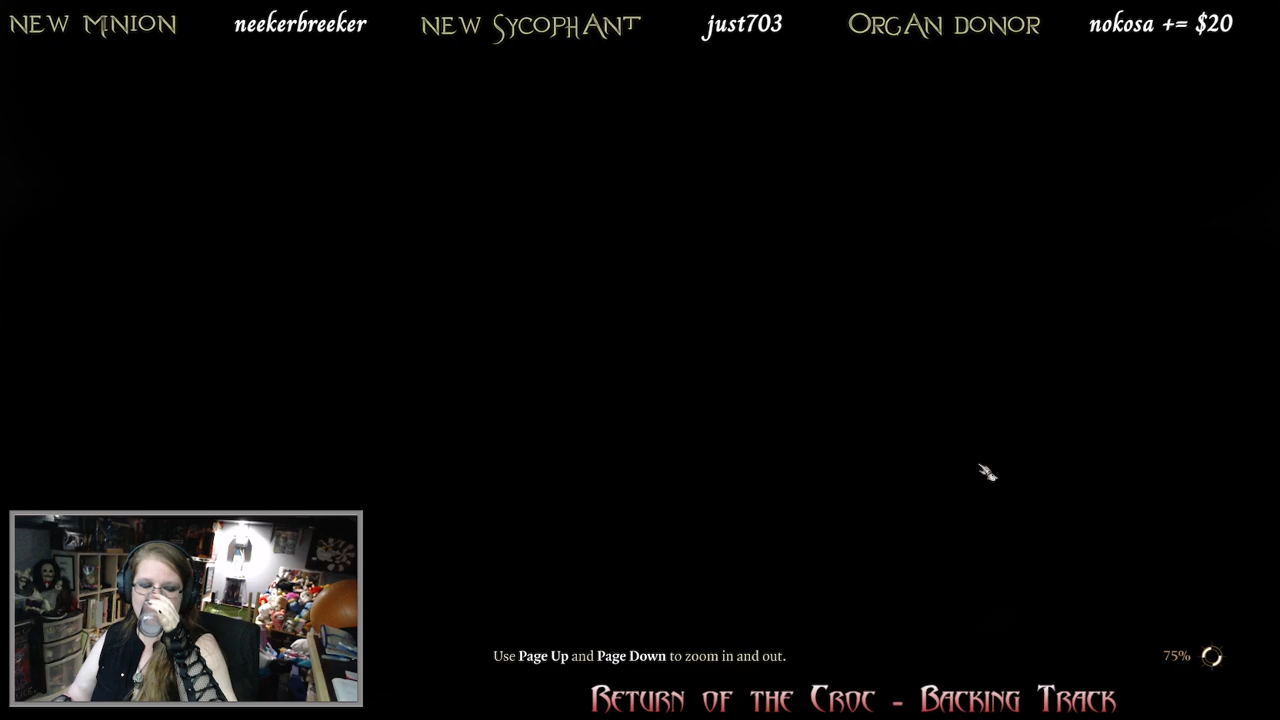 NEW MINION neekerbreeker NEW SYCOPHANT just703 ORGAN DONOR nokosa += $20
Use Page Up and Page Down to zoom in and out. 75%
RETURN OF THE CROC - BACKING TRACK